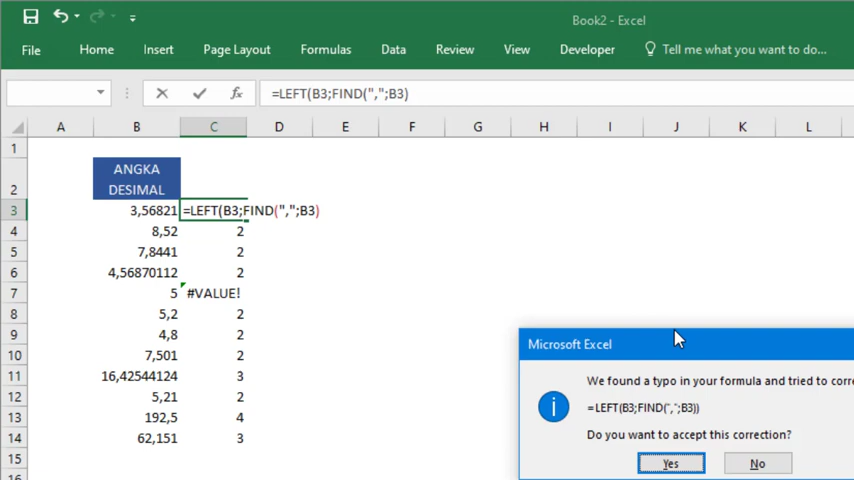 Book2 - Excel
File Home Insert Page Layout Formulas Data Review View Developer Tell me what you want to do...
fx =LEFT(B3;FIND(",";B3)
A B C D E F G H I J K L
1
2 ANGKA DESIMAL
3 3,56821 =LEFT(B3;FIND(",";B3)
4 8,52 2
5 7,8441 2
6 4,56870112 2
7 5 #VALUE!
8 5,2 2
9 4,8 2
10 7,501 2
11 16,42544124 3
12 5,21 2
13 192,5 4
14 62,151 3
15
Microsoft Excel
We found a typo in your formula and tried to corre
=LEFT(B3;FIND(",";B3))
Do you want to accept this correction?
Yes No